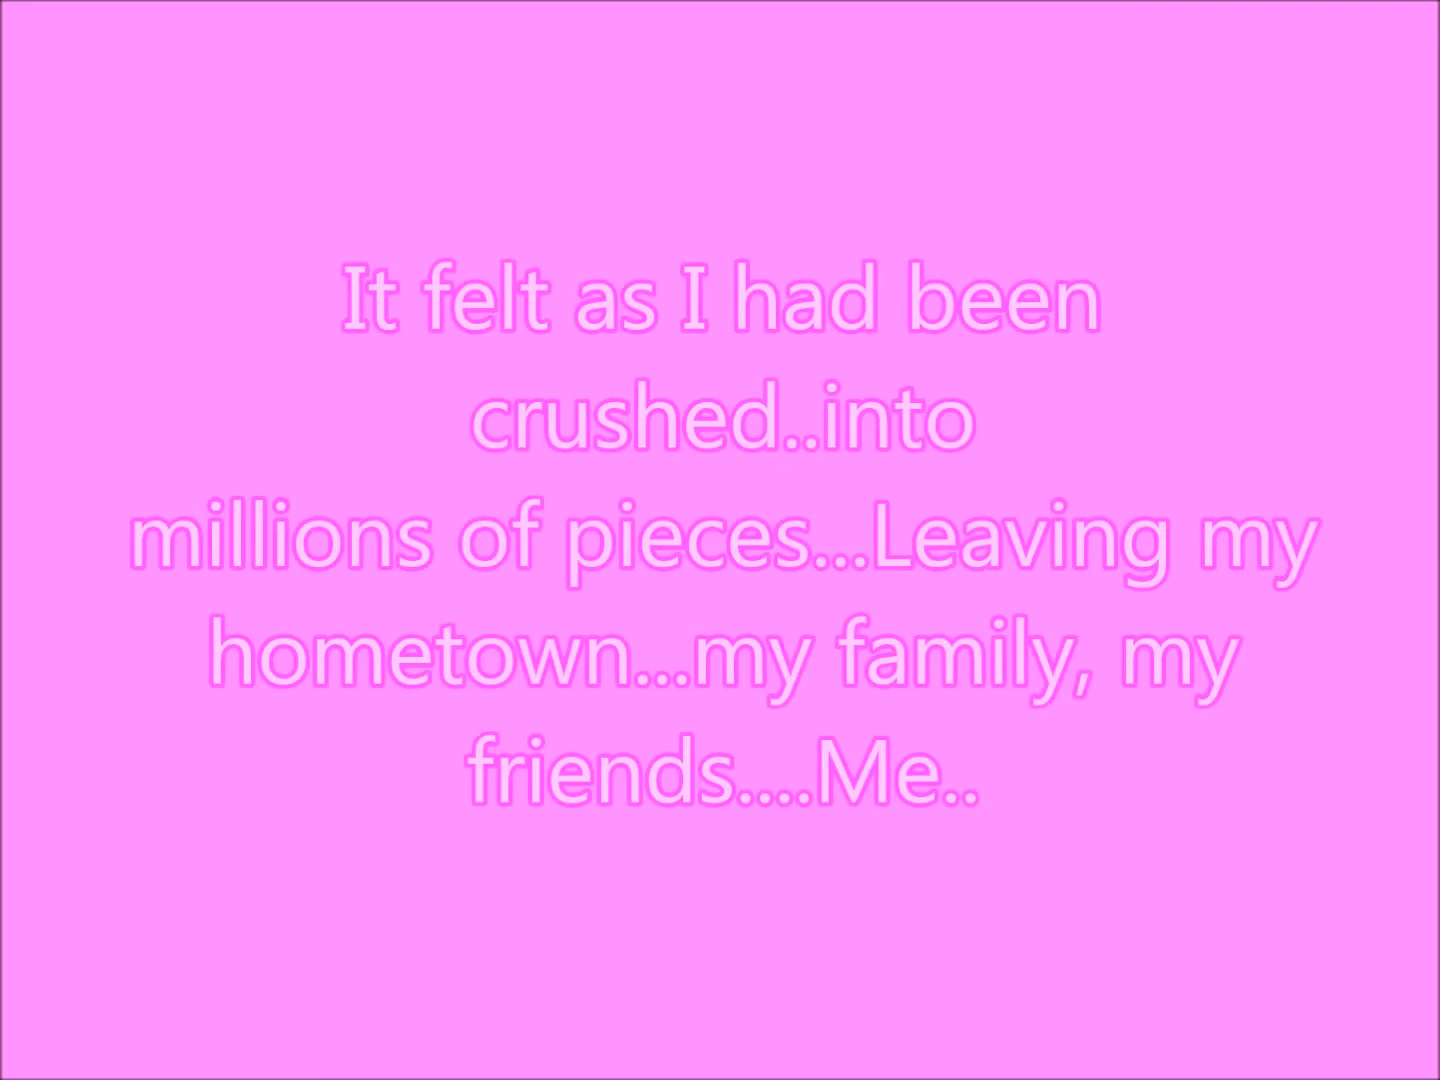 It felt as I had been
crushed..into
millions of pieces...Leaving my
hometown...my family, my
friends....Me..